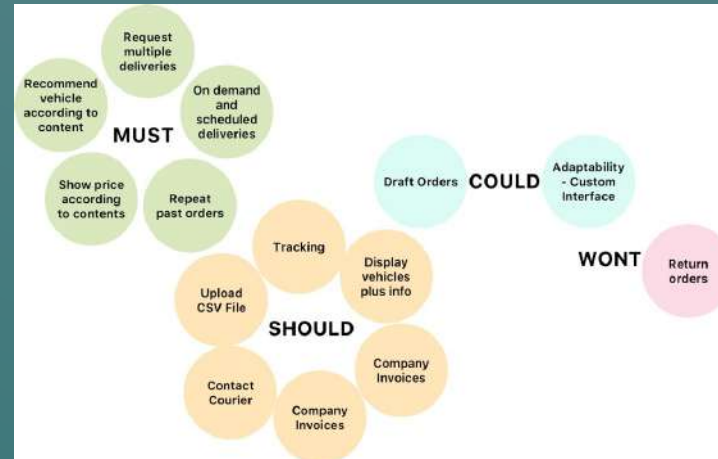 Request
multiple
deliveries
Recommend
vehicle
according to
content
On demand
and
scheduled
deliveries
MUST
Show price
according
to contents
Repeat
past orders
Draft Orders
COULD
Adaptability
- Custom
Interface
WONT
Return
orders
Tracking
Display
vehicles
plus info
Upload
CSV File
SHOULD
Company
Invoices
Contact
Courier
Company
Invoices